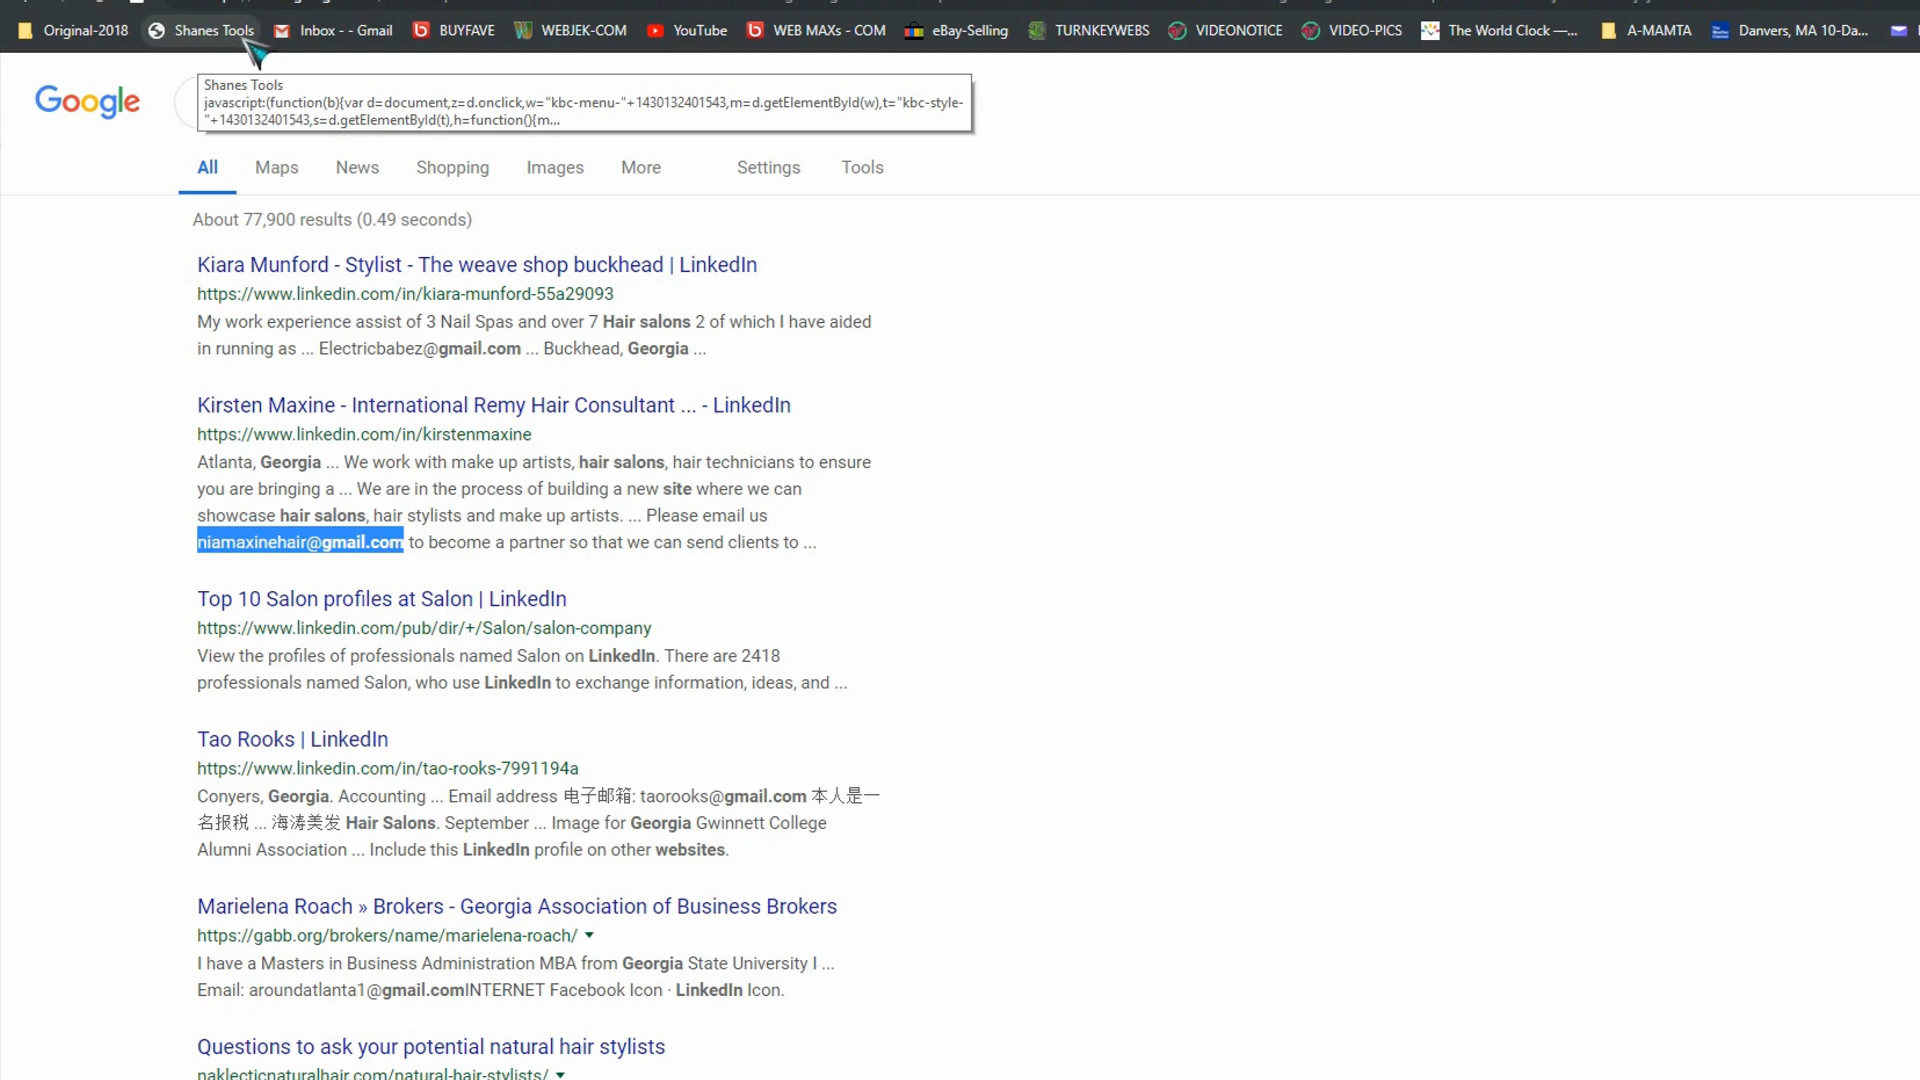 Original-2018 Shanes Tools Inbox - - Gmail BUYFAVE WEBJEK-COM YouTube WEB MAXs - COM eBay-Selling TURNKEYWEBS VIDEONOTICE VIDEO-PICS The World Clock —... A-MAMTA Danvers, MA 10-Da...
Google
Shanes Tools
javascript:(function(b){var d=document,z=d.onclick,w="kbc-menu-"+1430132401543,m=d.getElementById(w),t="kbc-style-
"+1430132401543,s=d.getElementById(t),h=function(){m...
All Maps News Shopping Images More Settings Tools
About 77,900 results (0.49 seconds)
Kiara Munford - Stylist - The weave shop buckhead | LinkedIn
https://www.linkedin.com/in/kiara-munford-55a29093
My work experience assist of 3 Nail Spas and over 7 Hair salons 2 of which I have aided
in running as ... Electricbabez@gmail.com ... Buckhead, Georgia ...
Kirsten Maxine - International Remy Hair Consultant ... - LinkedIn
https://www.linkedin.com/in/kirstenmaxine
Atlanta, Georgia ... We work with make up artists, hair salons, hair technicians to ensure
you are bringing a ... We are in the process of building a new site where we can
showcase hair salons, hair stylists and make up artists. ... Please email us
niamaxinehair@gmail.com to become a partner so that we can send clients to ...
Top 10 Salon profiles at Salon | LinkedIn
https://www.linkedin.com/pub/dir/+/Salon/salon-company
View the profiles of professionals named Salon on LinkedIn. There are 2418
professionals named Salon, who use LinkedIn to exchange information, ideas, and ...
Tao Rooks | LinkedIn
https://www.linkedin.com/in/tao-rooks-7991194a
Conyers, Georgia. Accounting ... Email address 电子邮箱: taorooks@gmail.com 本人是一
名报税 ... 海涛美发 Hair Salons. September ... Image for Georgia Gwinnett College
Alumni Association ... Include this LinkedIn profile on other websites.
Marielena Roach » Brokers - Georgia Association of Business Brokers
https://gabb.org/brokers/name/marielena-roach/
I have a Masters in Business Administration MBA from Georgia State University I ...
Email: aroundatlanta1@gmail.comINTERNET Facebook Icon · LinkedIn Icon.
Questions to ask your potential natural hair stylists
naklecticnaturalhair.com/natural-hair-stylists/